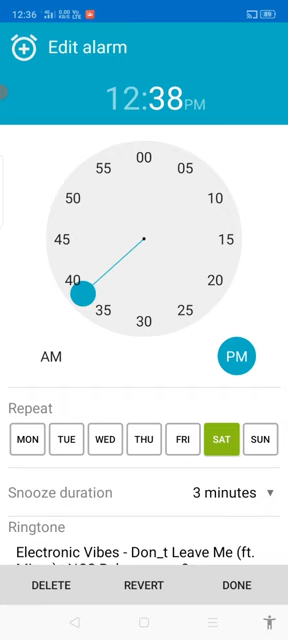 12:36
89
Edit alarm
12:38PM
00
05
10
15
20
25
30
35
40
45
50
55
AM PM
Repeat
MON TUE WED THU FRI SAT SUN
Snooze duration 3 minutes
Ringtone
Electronic Vibes - Don_t Leave Me (ft.
DELETE REVERT DONE